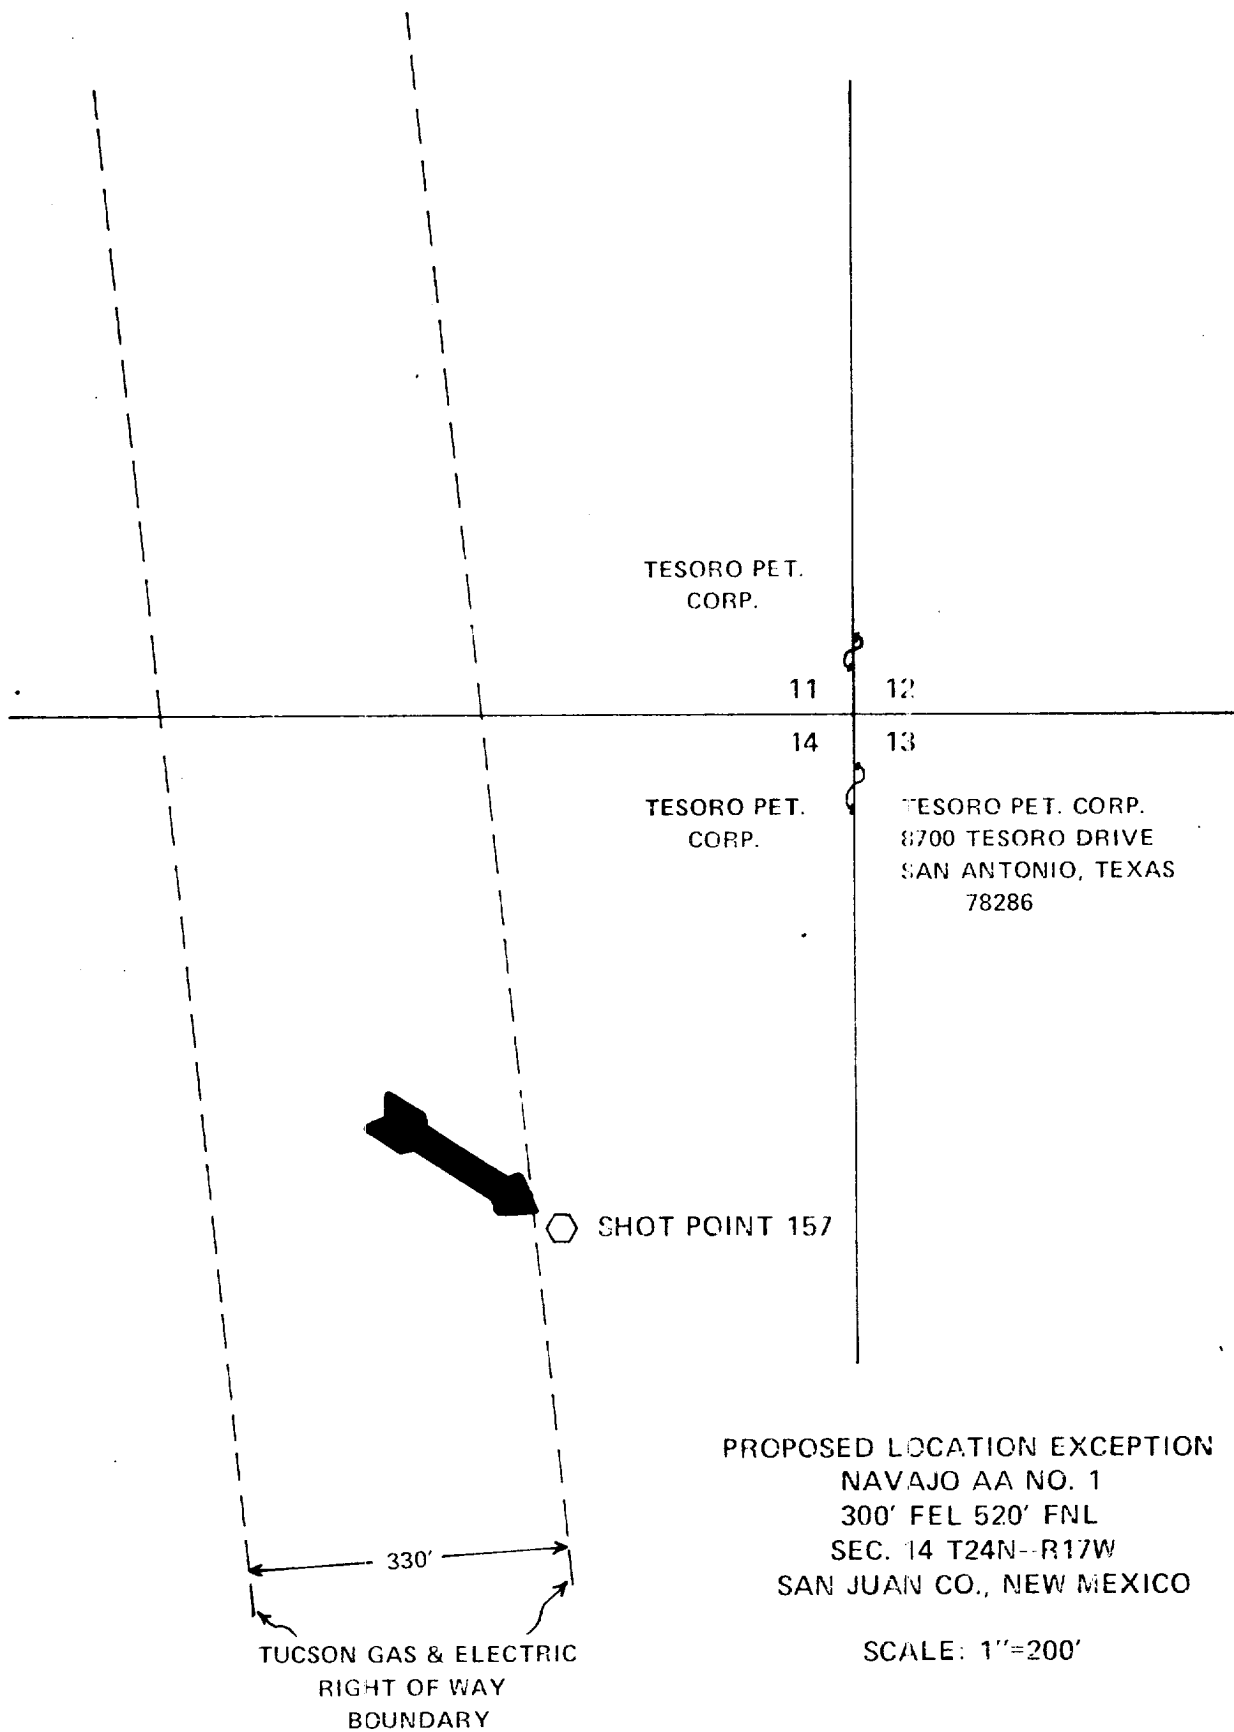 TESORO PET.
CORP.
11 12
14 13
TESORO PET.
CORP.
TESORO PET. CORP.
8700 TESORO DRIVE
SAN ANTONIO, TEXAS
78286
SHOT POINT 157
PROPOSED LOCATION EXCEPTION
NAVAJO AA NO. 1
300' FEL 520' FNL
SEC. 14 T24N--R17W
SAN JUAN CO., NEW MEXICO
SCALE: 1"=200'
330'
TUCSON GAS & ELECTRIC
RIGHT OF WAY
BOUNDARY